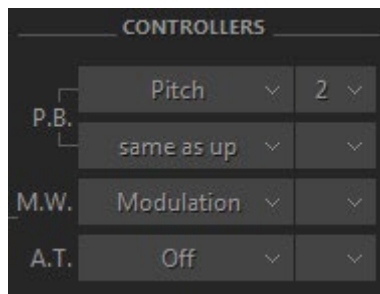 CONTROLLERS
Pitch 2
P.B.
same as up
M.W. Modulation
A.T. Off